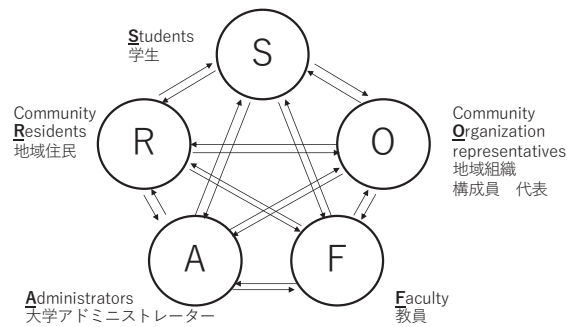 Students
学生
S
Community
Residents
地域住民
R
O
Community
Organization
representatives
地域組織
構成員　代表
A
F
Administrators
大学アドミニストレーター
Faculty
教員